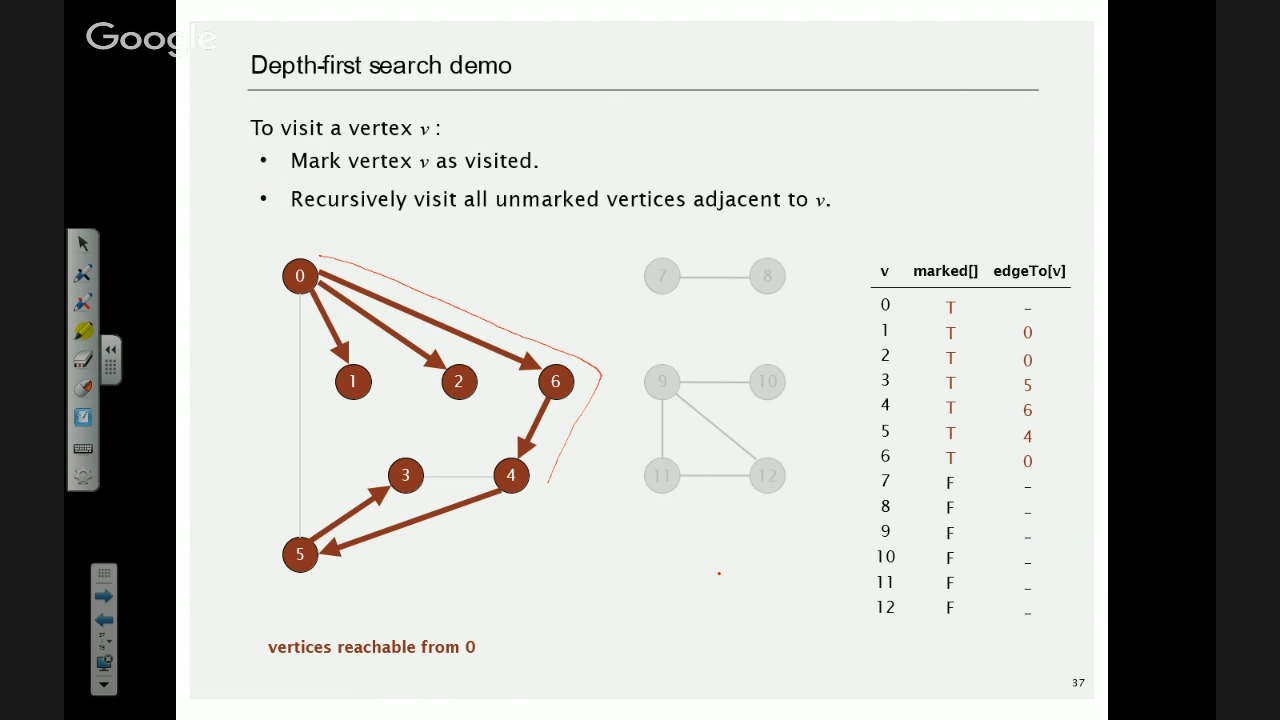 Google
Depth-first search demo
To visit a vertex v :
• Mark vertex v as visited.
• Recursively visit all unmarked vertices adjacent to v.
0
1
2
6
3
4
5
7
8
9
10
11
12
v marked[] edgeTo[v]
0 T –
1 T 0
2 T 0
3 T 5
4 T 6
5 T 4
6 T 0
7 F –
8 F –
9 F –
10 F –
11 F –
12 F –
vertices reachable from 0
37